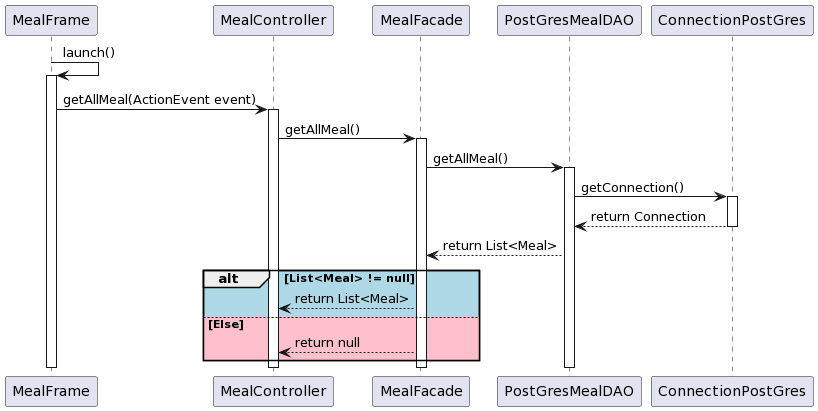 MealFrame MealController MealFacade PostGresMealDAO ConnectionPostGres
launch()
getAllMeal(ActionEvent event)
getAllMeal()
getAllMeal()
getConnection()
return Connection
return List<Meal>
alt [List<Meal> != null]
return List<Meal>
[Else]
return null
MealFrame MealController MealFacade PostGresMealDAO ConnectionPostGres